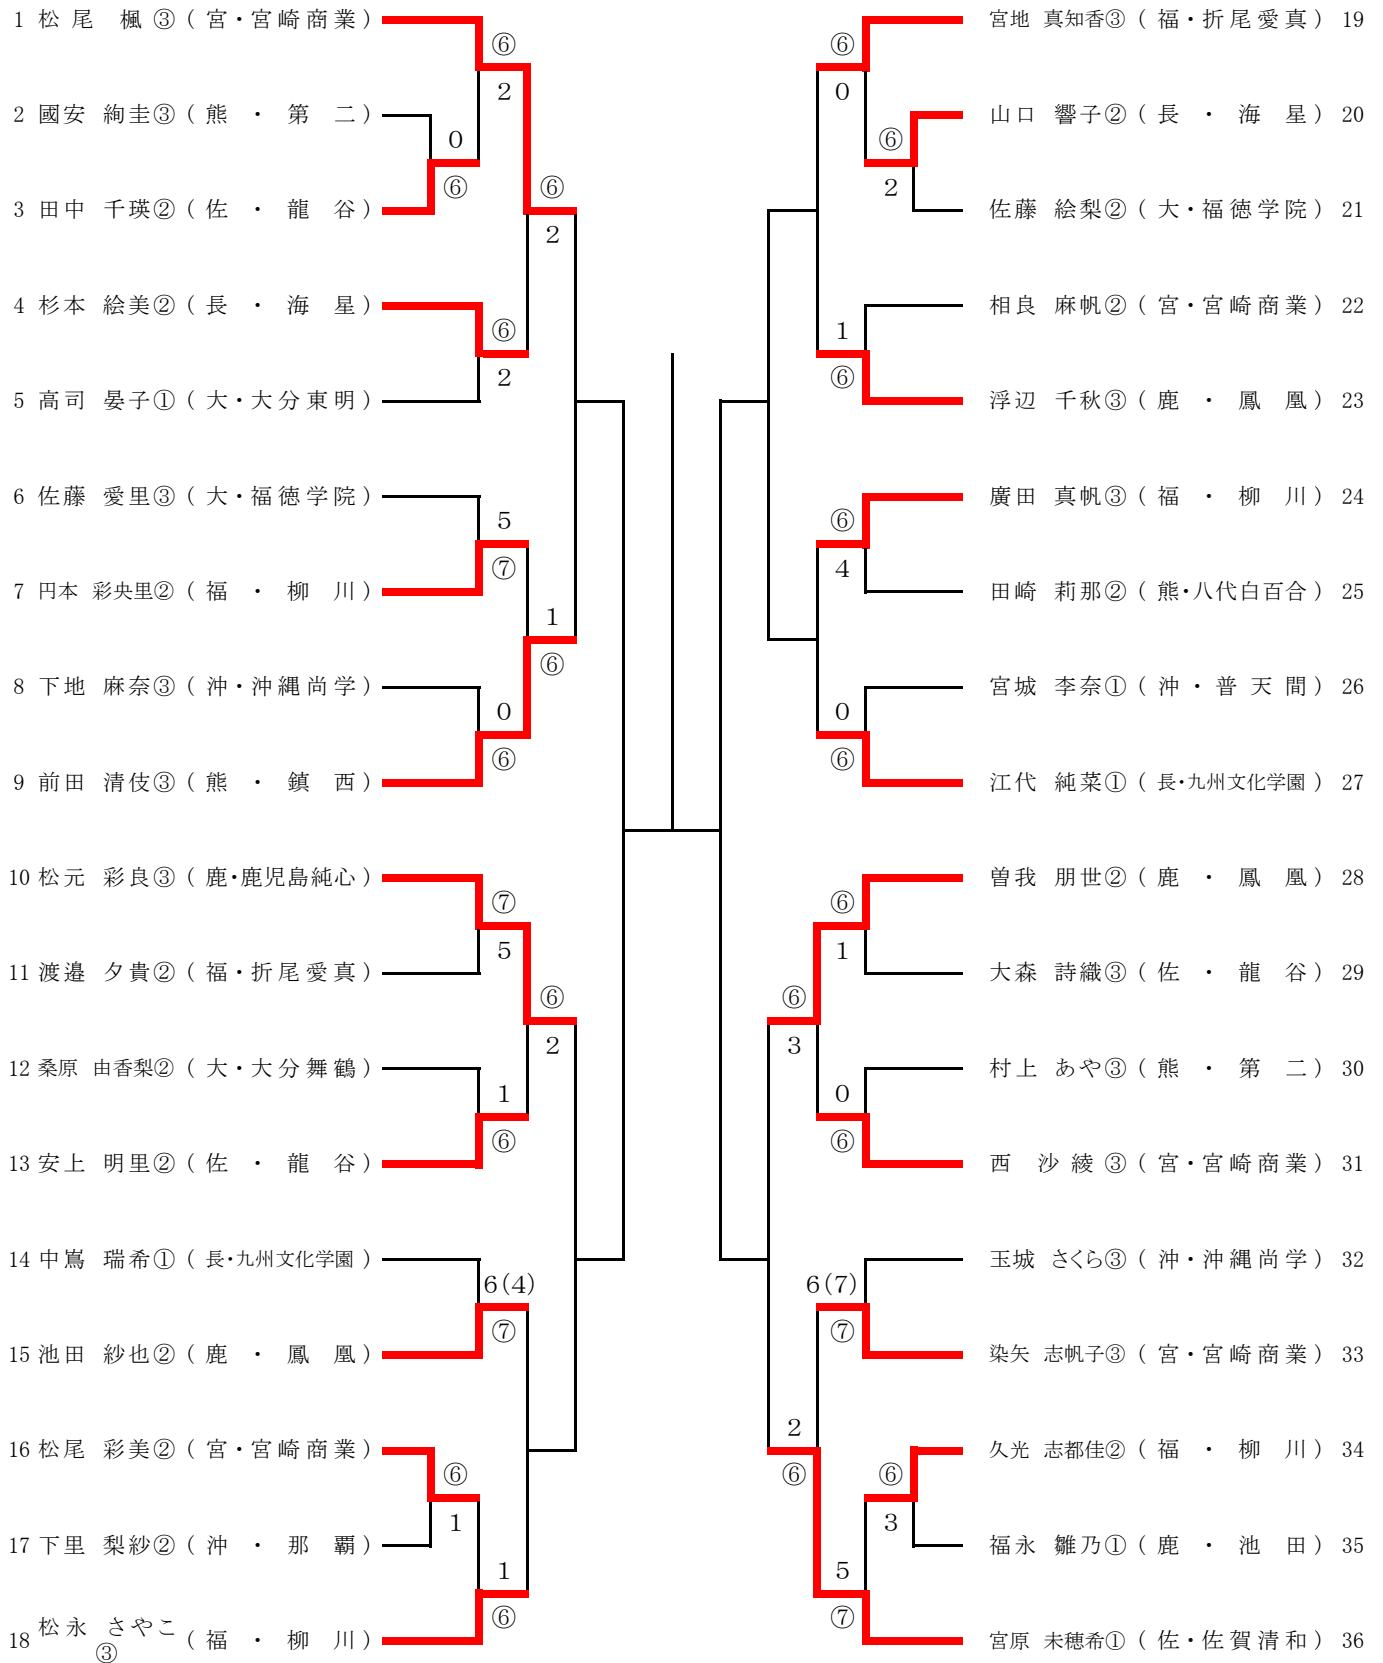 1 松尾 楓③ (宮・宮崎商業)
宮地 真知香③ (福・折尾愛真) 19
⑥ ⑥
2 0
2 國安 絢圭③ (熊・第二)
山口 響子② (長・海星) 20
0 ⑥
⑥ 2
3 田中 千瑛② (佐・龍谷)
⑥
佐藤 絵梨② (大・福徳学院) 21
2
4 杉本 絵美② (長・海星)
相良 麻帆② (宮・宮崎商業) 22
⑥ 1
2 ⑥
5 高司 晏子① (大・大分東明)
浮辺 千秋③ (鹿・鳳凰) 23
6 佐藤 愛里③ (大・福徳学院)
廣田 真帆③ (福・柳川) 24
5 ⑥
⑦ 4
7 円本 彩央里② (福・柳川)
田崎 莉那② (熊・八代白百合) 25
1
⑥
8 下地 麻奈③ (沖・沖縄尚学)
宮城 李奈① (沖・普天間) 26
0 0
⑥ ⑥
9 前田 清伎③ (熊・鎮西)
江代 純菜① (長・九州文化学園) 27
10 松元 彩良③ (鹿・鹿児島純心)
曽我 朋世② (鹿・鳳凰) 28
⑦ ⑥
5 1
11 渡邉 夕貴② (福・折尾愛真)
大森 詩織③ (佐・龍谷) 29
⑥ ⑥
2 3
12 桑原 由香梨② (大・大分舞鶴)
村上 あや③ (熊・第二) 30
1 0
⑥ ⑥
13 安上 明里② (佐・龍谷)
西 沙綾③ (宮・宮崎商業) 31
14 中嶌 瑞希① (長・九州文化学園)
玉城 さくら③ (沖・沖縄尚学) 32
6(4) 6(7)
⑦ ⑦
15 池田 紗也② (鹿・鳳凰)
染矢 志帆子③ (宮・宮崎商業) 33
2
16 松尾 彩美② (宮・宮崎商業)
久光 志都佳② (福・柳川) 34
⑥ ⑥ ⑥
1 3
17 下里 梨紗② (沖・那覇)
福永 雛乃① (鹿・池田) 35
1 5
⑥ ⑦
18 松永 さやこ③ (福・柳川)
宮原 未穂希① (佐・佐賀清和) 36